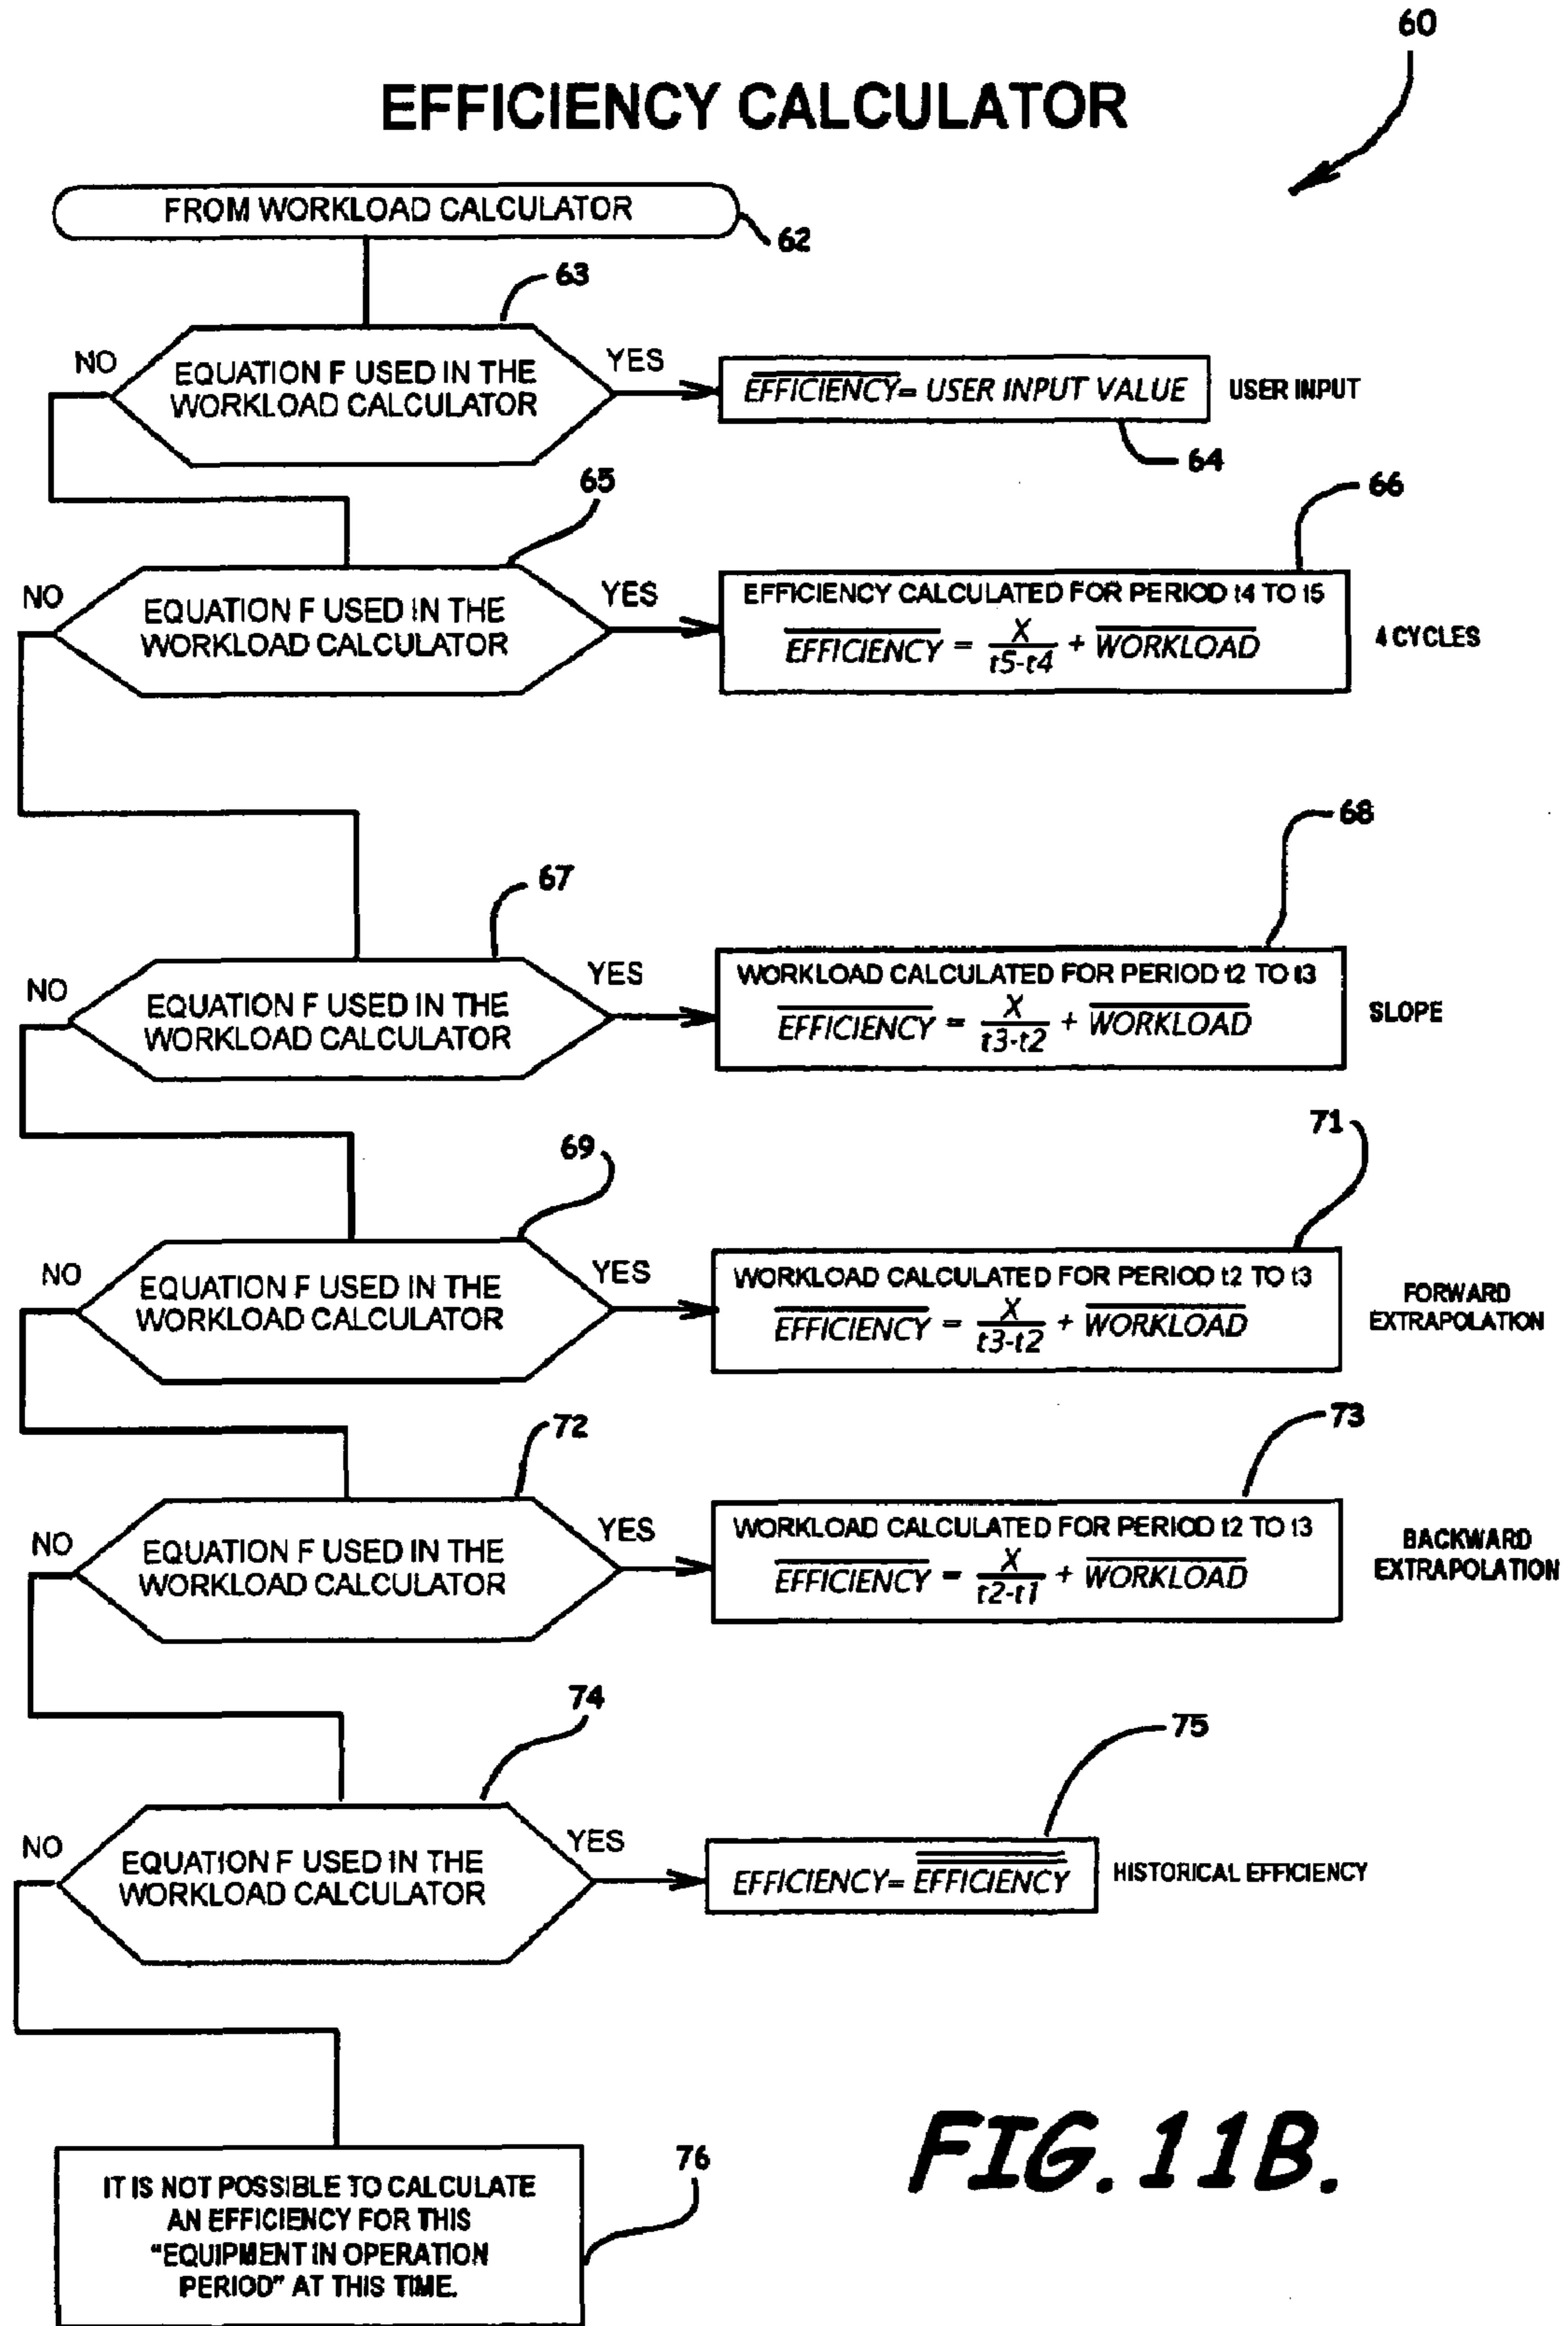 60
EFFICIENCY CALCULATOR
FROM WORKLOAD CALCULATOR
62
63
NO
EQUATION F USED IN THE
WORKLOAD CALCULATOR
YES
EFFICIENCY= USER INPUT VALUE
USER INPUT
64
65
66
NO
EQUATION F USED IN THE
WORKLOAD CALCULATOR
YES
EFFICIENCY CALCULATED FOR PERIOD t4 TO t5
EFFICIENCY = X / t5-t4 + WORKLOAD
4 CYCLES
67
68
NO
EQUATION F USED IN THE
WORKLOAD CALCULATOR
YES
WORKLOAD CALCULATED FOR PERIOD t2 TO t3
EFFICIENCY = X / t3-t2 + WORKLOAD
SLOPE
69
71
NO
EQUATION F USED IN THE
WORKLOAD CALCULATOR
YES
WORKLOAD CALCULATED FOR PERIOD t2 TO t3
EFFICIENCY = X / t3-t2 + WORKLOAD
FORWARD
EXTRAPOLATION
72
73
NO
EQUATION F USED IN THE
WORKLOAD CALCULATOR
YES
WORKLOAD CALCULATED FOR PERIOD t2 TO t3
EFFICIENCY = X / t2-t1 + WORKLOAD
BACKWARD
EXTRAPOLATION
74
75
NO
EQUATION F USED IN THE
WORKLOAD CALCULATOR
YES
EFFICIENCY= EFFICIENCY
HISTORICAL EFFICIENCY
IT IS NOT POSSIBLE TO CALCULATE
AN EFFICIENCY FOR THIS
"EQUIPMENT IN OPERATION
PERIOD" AT THIS TIME.
76
FIG. 11B.